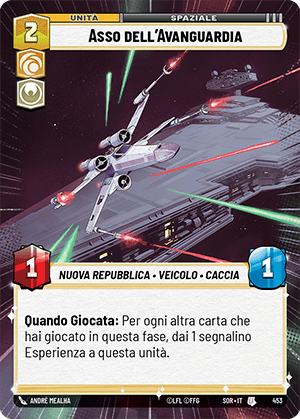 UNITÀ
SPAZIALE
2
ASSO DELL'AVANGUARDIA
1
1
NUOVA REPUBBLICA • VEICOLO • CACCIA
Quando Giocata: Per ogni altra carta che
hai giocato in questa fase, dai 1 segnalino
Esperienza a questa unità.
ANDRÉ MEALHA
©LFL ©FFG
SOR • IT
U
453